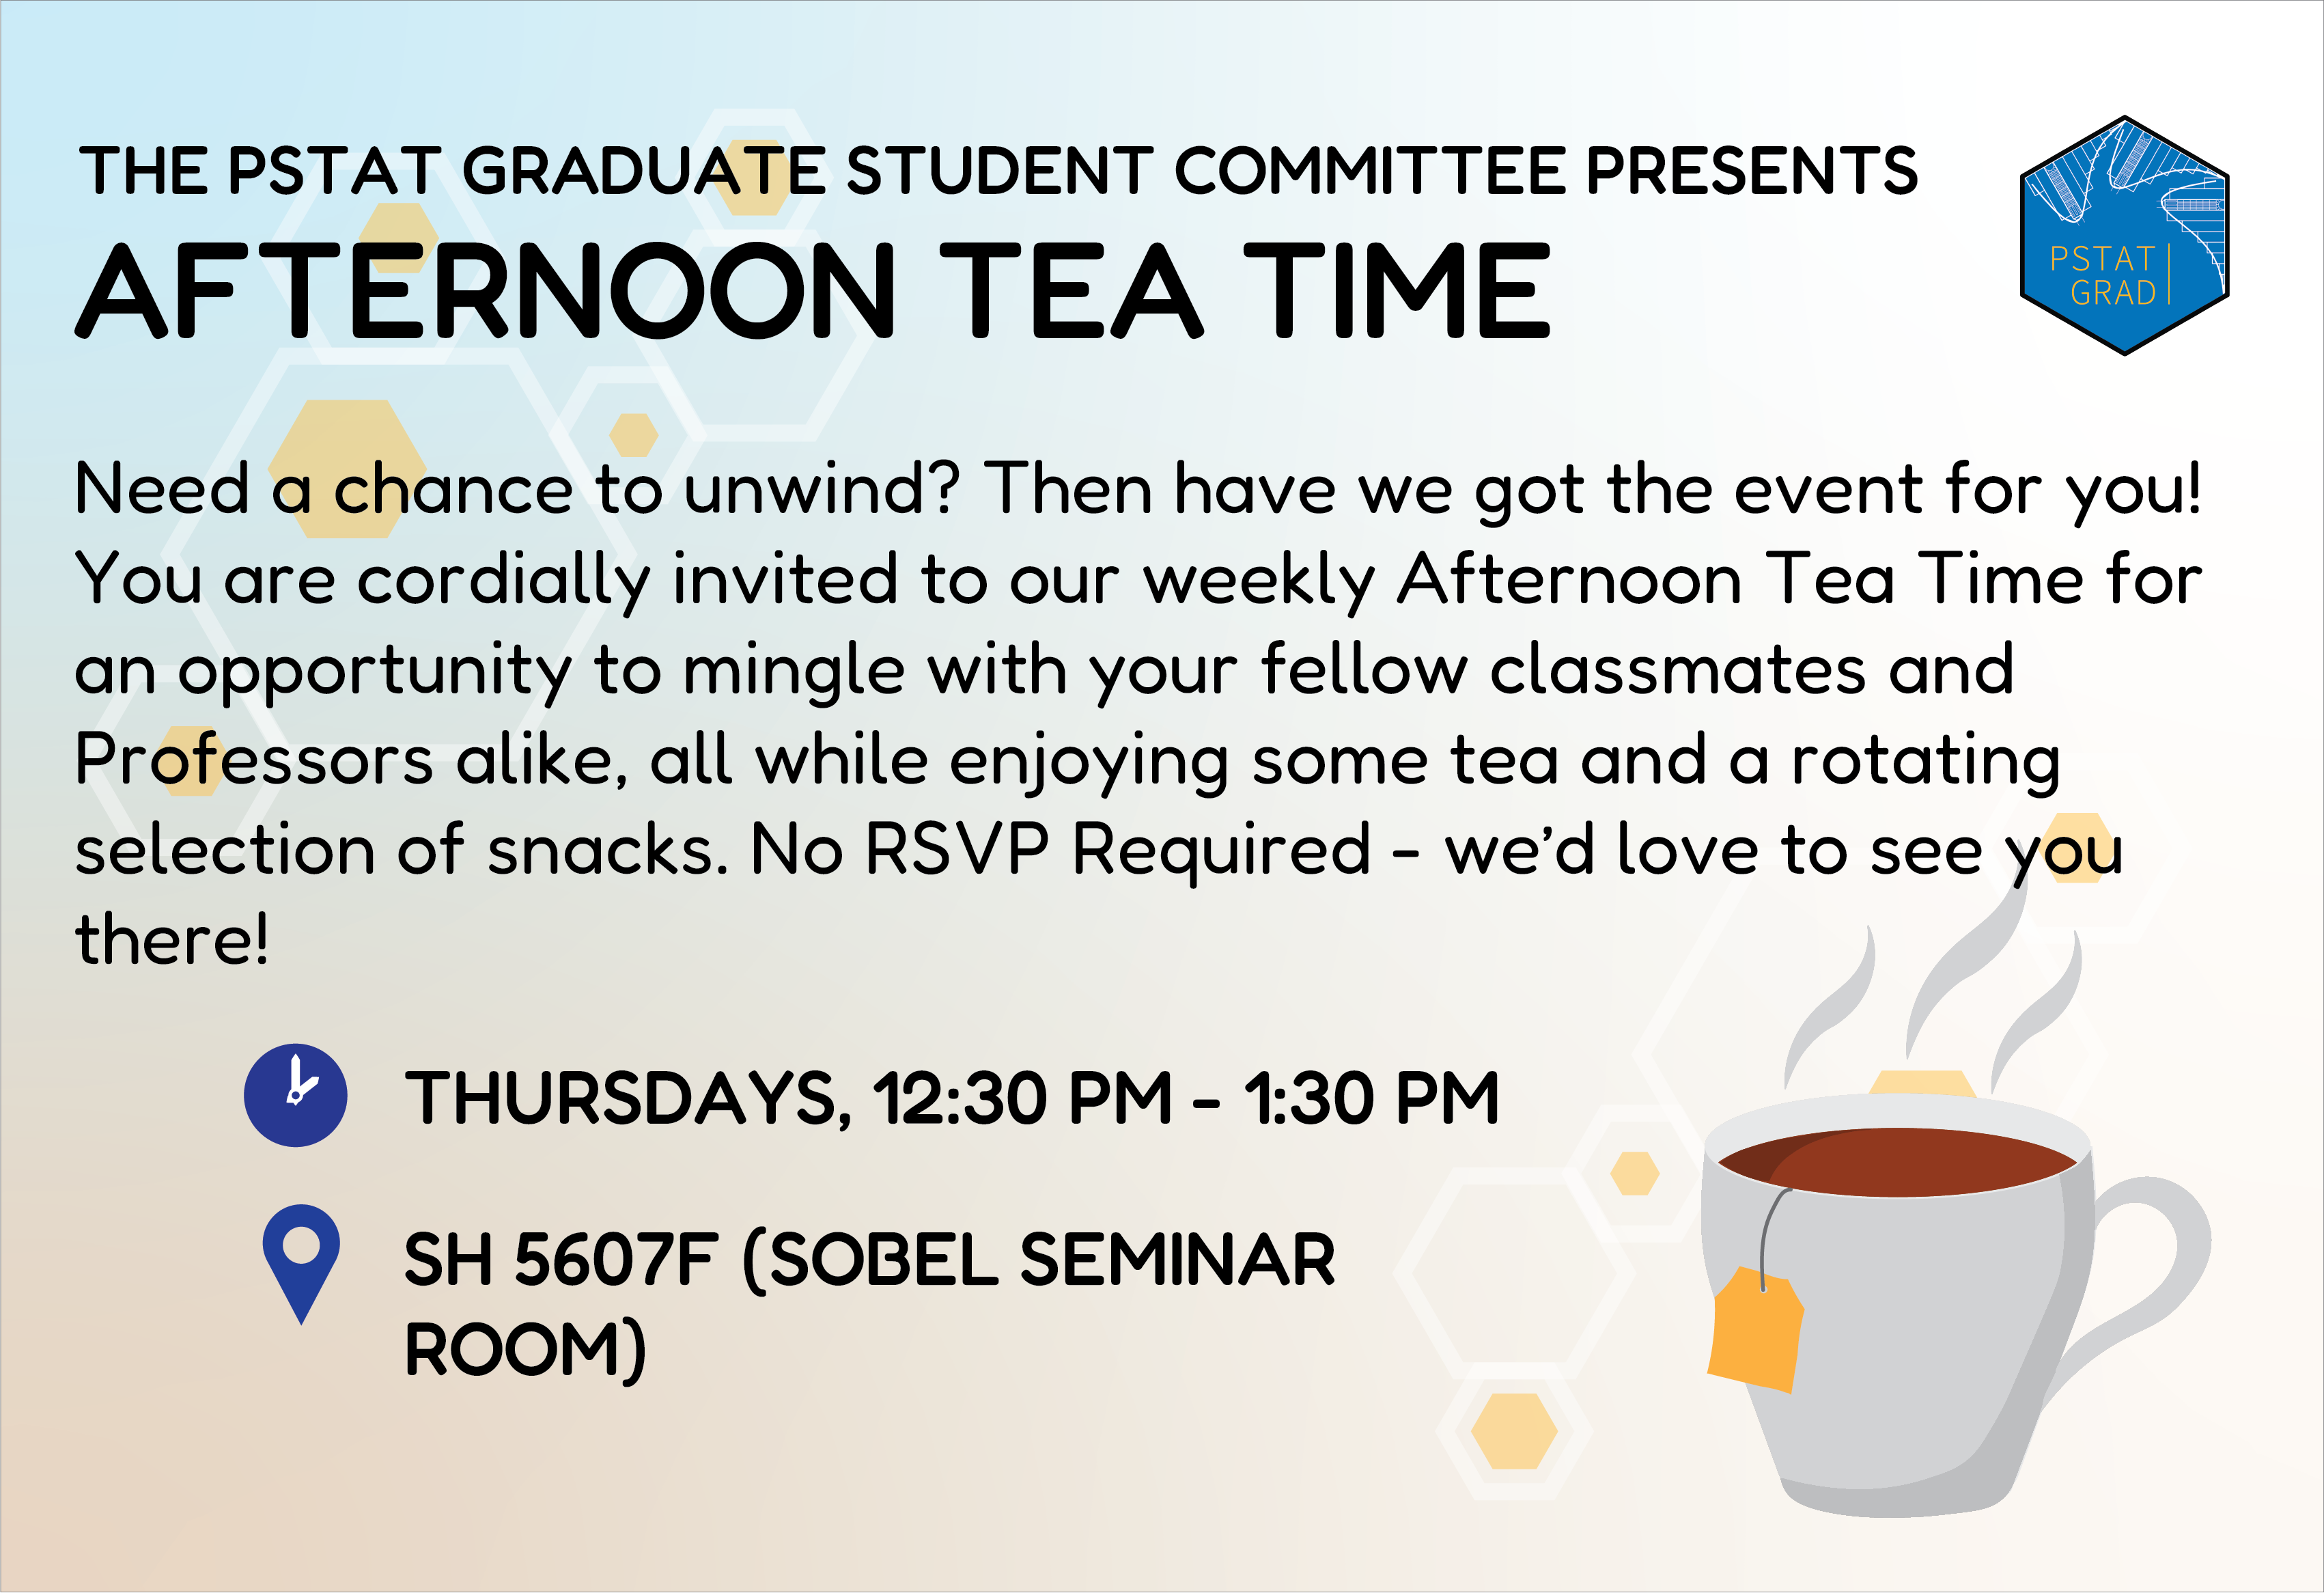 THE PSTAT GRADUATE STUDENT COMMITTEE PRESENTS
AFTERNOON TEA TIME
PSTAT
GRAD
Need a chance to unwind? Then have we got the event for you!
You are cordially invited to our weekly Afternoon Tea Time for
an opportunity to mingle with your fellow classmates and
Professors alike, all while enjoying some tea and a rotating
selection of snacks. No RSVP Required - we’d love to see you
there!
THURSDAYS, 12:30 PM - 1:30 PM
SH 5607F (SOBEL SEMINAR
ROOM)